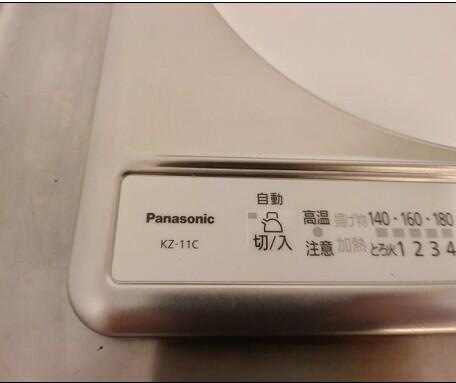 自動
Panasonic
KZ-11C
切/入
高温
注意
揚げ物 140・160・180
加熱 とろ火 1 2 3 4